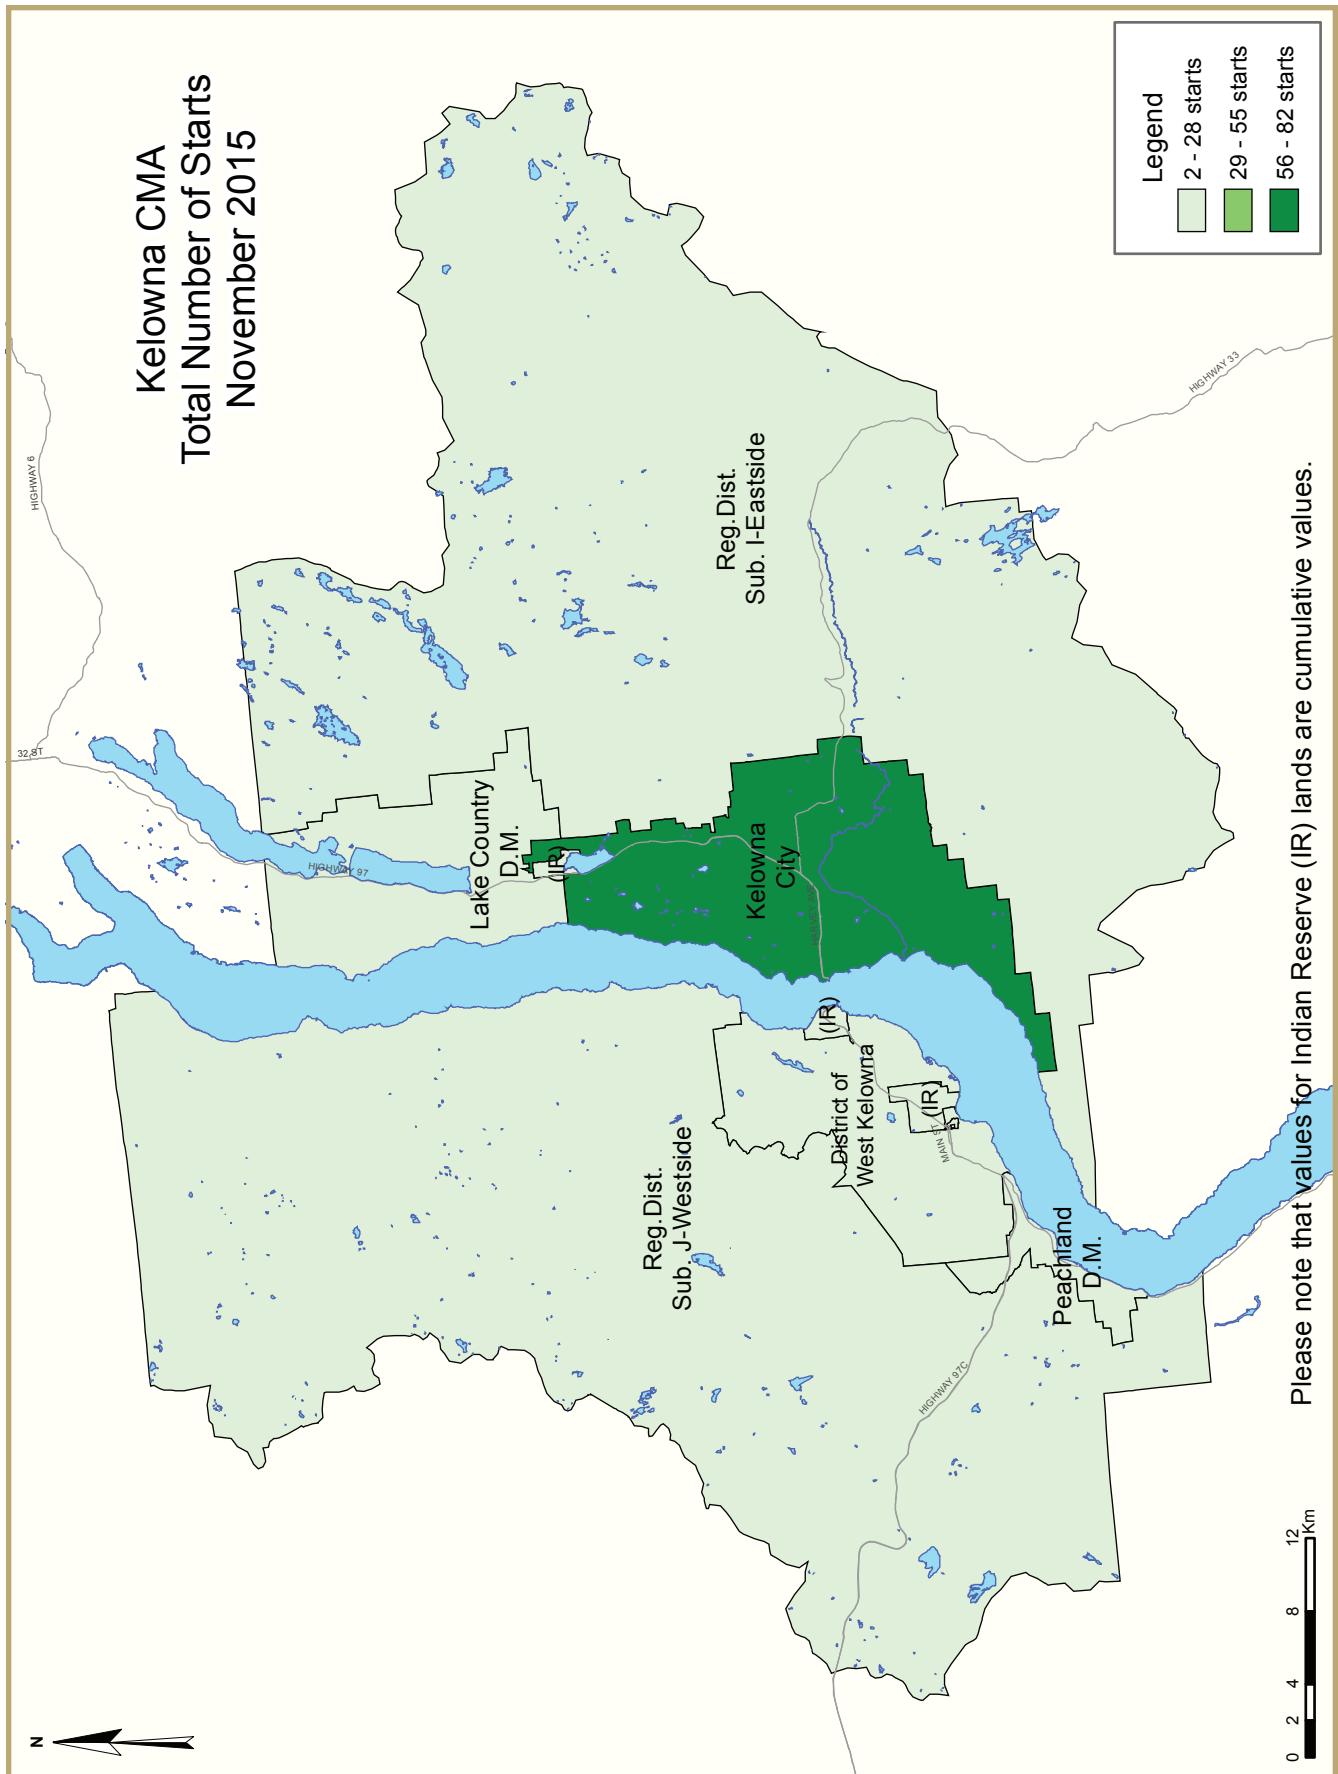 Kelowna CMA
Total Number of Starts
November 2015
Legend
2 - 28 starts
29 - 55 starts
56 - 82 starts
N
HIGHWAY 6
32 ST
HIGHWAY 97
HIGHWAY 33
Lake Country
D.M.
(IR)
Reg.Dist.
Sub. I-Eastside
Kelowna
City
(IR)
District of
West Kelowna
(IR)
MAIN ST
Reg.Dist.
Sub. J-Westside
Peachland
D.M.
HIGHWAY 97C
0 2 4 8 12
Km
Please note that values for Indian Reserve (IR) lands are cumulative values.